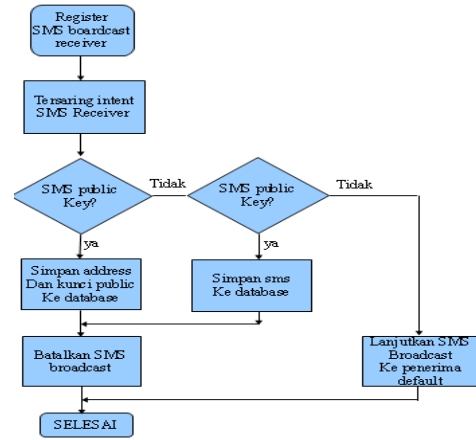 Register
SMS boardcast
receiver
Tersaring intent
SMS Receiver
SMS public
Key?
Tidak
SMS public
Key?
Tidak
ya
ya
Simpan address
Dan kunci public
Ke database
Simpan sms
Ke database
Batalkan SMS
broadcast
Lanjutkan SMS
Broadcast
Ke penerima
default
SELESAI